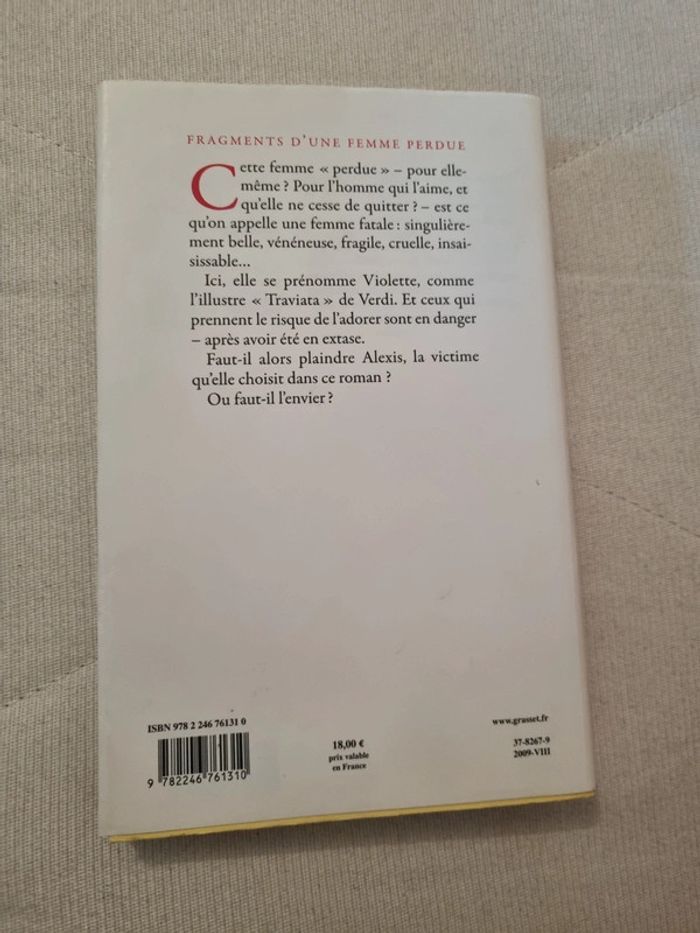 FRAGMENTS D'UNE FEMME PERDUE
Cette femme « perdue » – pour elle-
même ? Pour l'homme qui l'aime, et
qu'elle ne cesse de quitter ? – est ce
qu'on appelle une femme fatale : singulière-
ment belle, vénéneuse, fragile, cruelle, insai-
sissable...
Ici, elle se prénomme Violette, comme
l'illustre « Traviata » de Verdi. Et ceux qui
prennent le risque de l'adorer sont en danger
– après avoir été en extase.
Faut-il alors plaindre Alexis, la victime
qu'elle choisit dans ce roman ?
Ou faut-il l'envier ?
ISBN 978 2 246 76131 0
9 782246 761310
18,00 €
prix valable
en France
www.grasset.fr
37-8267-9
2009-VIII